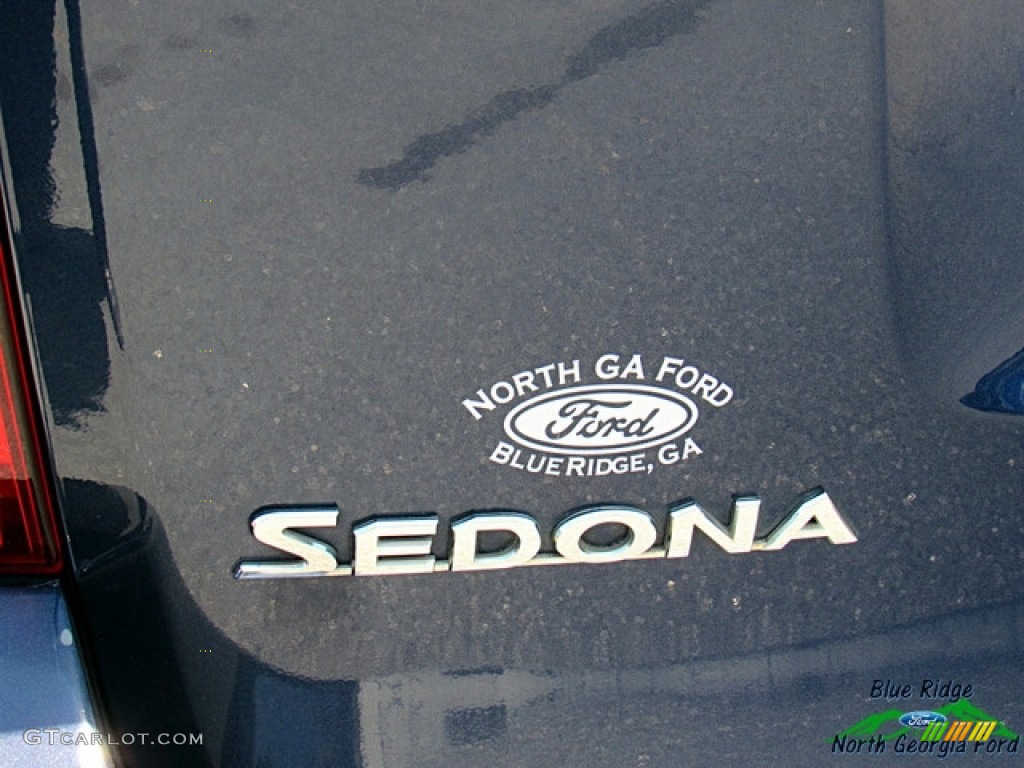 NORTH GA FORD
Ford
BLUE RIDGE, GA
SEDONA
Blue Ridge
Ford
North Georgia Ford
GTCARLOT.COM